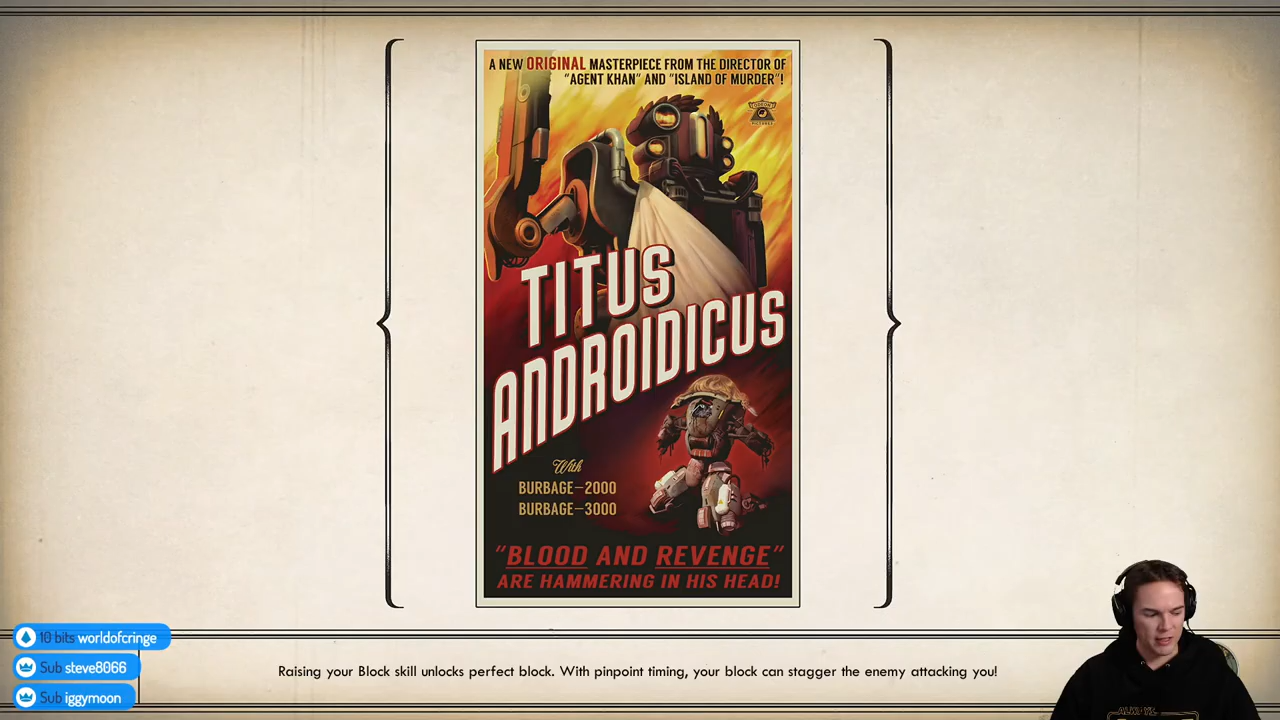 A NEW ORIGINAL MASTERPIECE FROM THE DIRECTOR OF
"AGENT KHAN" AND "ISLAND OF MURDER"!
TITUS
ANDROIDICUS
With
BURBAGE-2000
BURBAGE-3000
"BLOOD AND REVENGE"
ARE HAMMERING IN HIS HEAD!
10 bits worldofcringe
Sub steve8066
Sub iggymoon
Raising your Block skill unlocks perfect block. With pinpoint timing, your block can stagger the enemy attacking you!